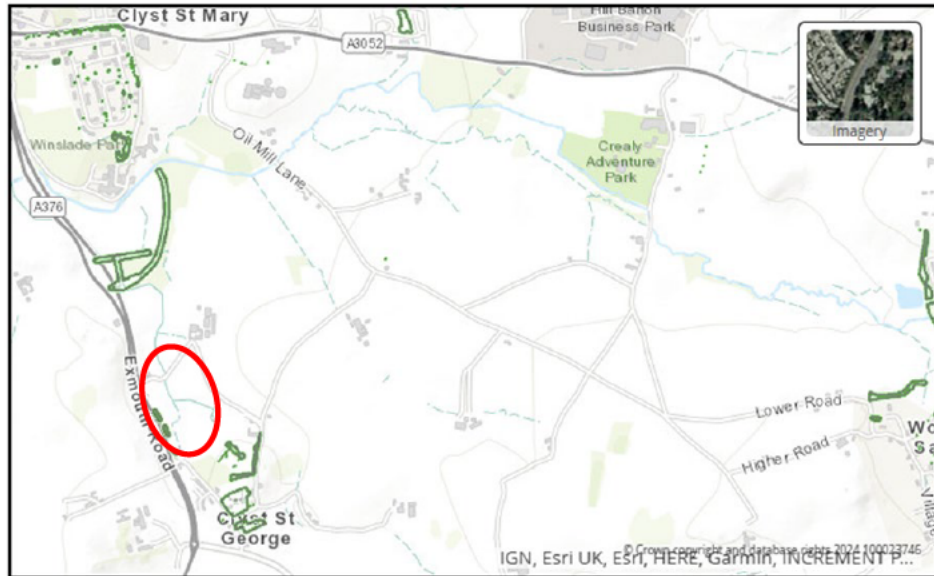 Clyst St Mary
A3052
Business Park
Imagery
Winslade Park
Oil Mill Lane
Crealy
Adventure
Park
A376
Exmouth Road
Lower Road
Higher Road
Clyst St
George
© Crown copyright and database rights 2024 100023746
IGN, Esri UK, Esri, HERE, Garmin, INCREMENT P...